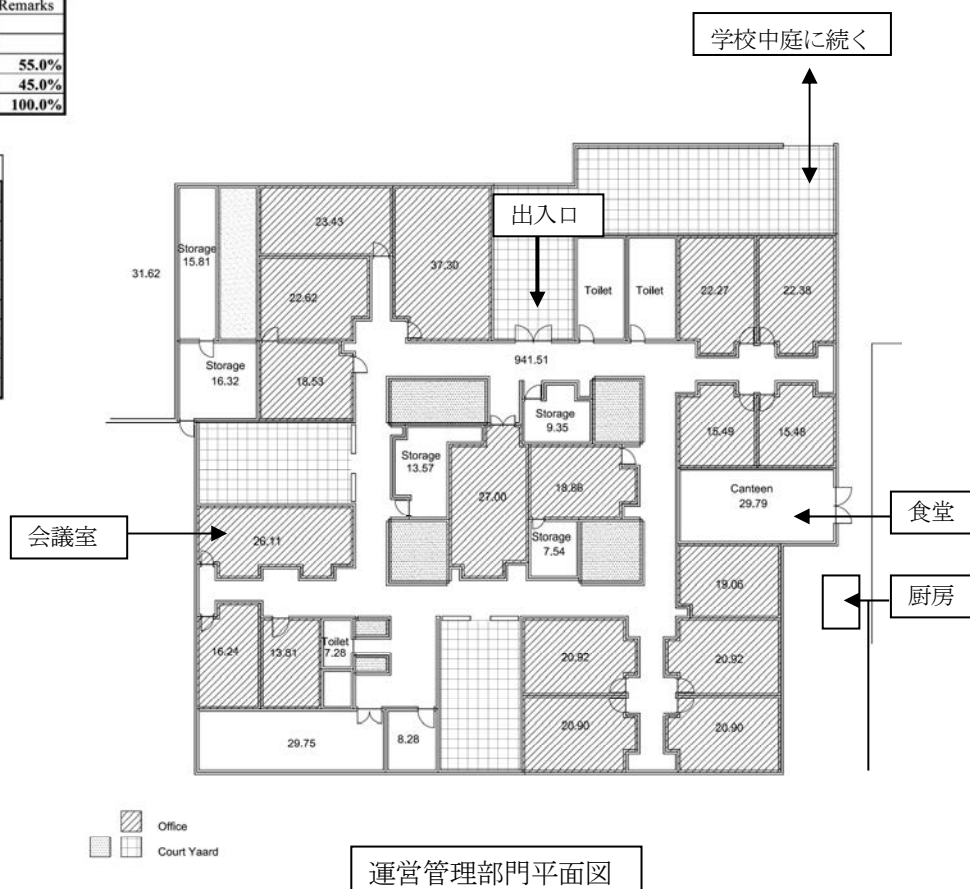 Remarks
55.0%
45.0%
100.0%
学校中庭に続く
出入口
23.43
37.30
Storage
15.81
31.62
22.62
Toilet
Toilet
22.27
22.38
941.51
Storage
16.32
18.53
Storage
9.35
15.49
15.48
Storage
13.57
27.00
18.66
Canteen
29.79
食堂
会議室
26.11
Storage
7.54
19.06
厨房
16.24
13.81
Toilet
7.28
20.92
20.92
29.75
8.28
20.90
20.90
Office
Court Yaard
運営管理部門平面図